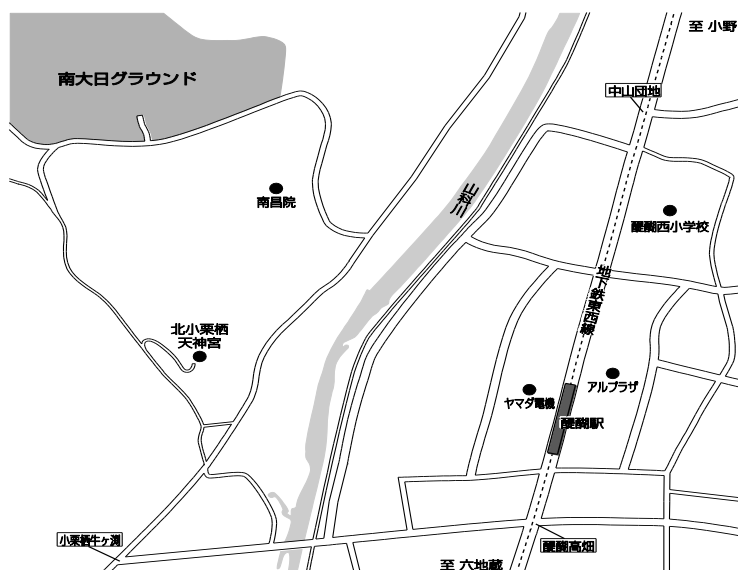 至 小野
南大日グラウンド
中山団地
南昌院
山科川
醍醐西小学校
地下鉄東西線
北小栗栖
天神宮
アルプラザ
ヤマダ電機
醍醐駅
小栗栖牛ヶ渕
醍醐高畑
至 六地蔵